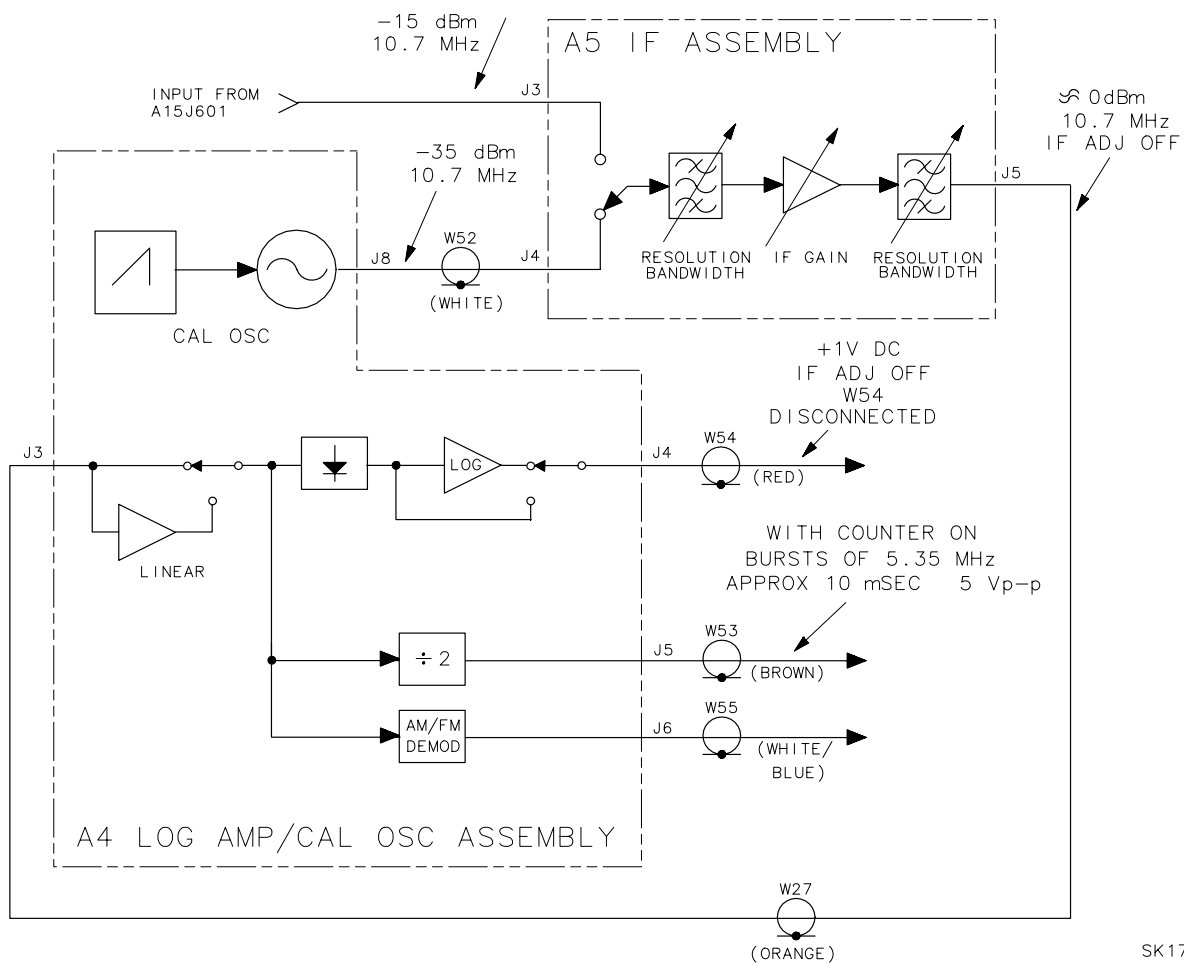 -15 dBm
10.7 MHz
A5 IF ASSEMBLY
INPUT FROM
A15J601
J3
≈ 0dBm
10.7 MHz
IF ADJ OFF
-35 dBm
10.7 MHz
J5
W52
J8
J4
(WHITE)
RESOLUTION
BANDWIDTH
IF GAIN
RESOLUTION
BANDWIDTH
CAL OSC
+1V DC
IF ADJ OFF
W54
DISCONNECTED
J3
LOG
J4
W54
(RED)
LINEAR
WITH COUNTER ON
BURSTS OF 5.35 MHz
APPROX 10 mSEC 5 Vp-p
÷ 2
J5
W53
(BROWN)
AM/FM
DEMOD
J6
W55
(WHITE/
BLUE)
A4 LOG AMP/CAL OSC ASSEMBLY
W27
(ORANGE)
SK17